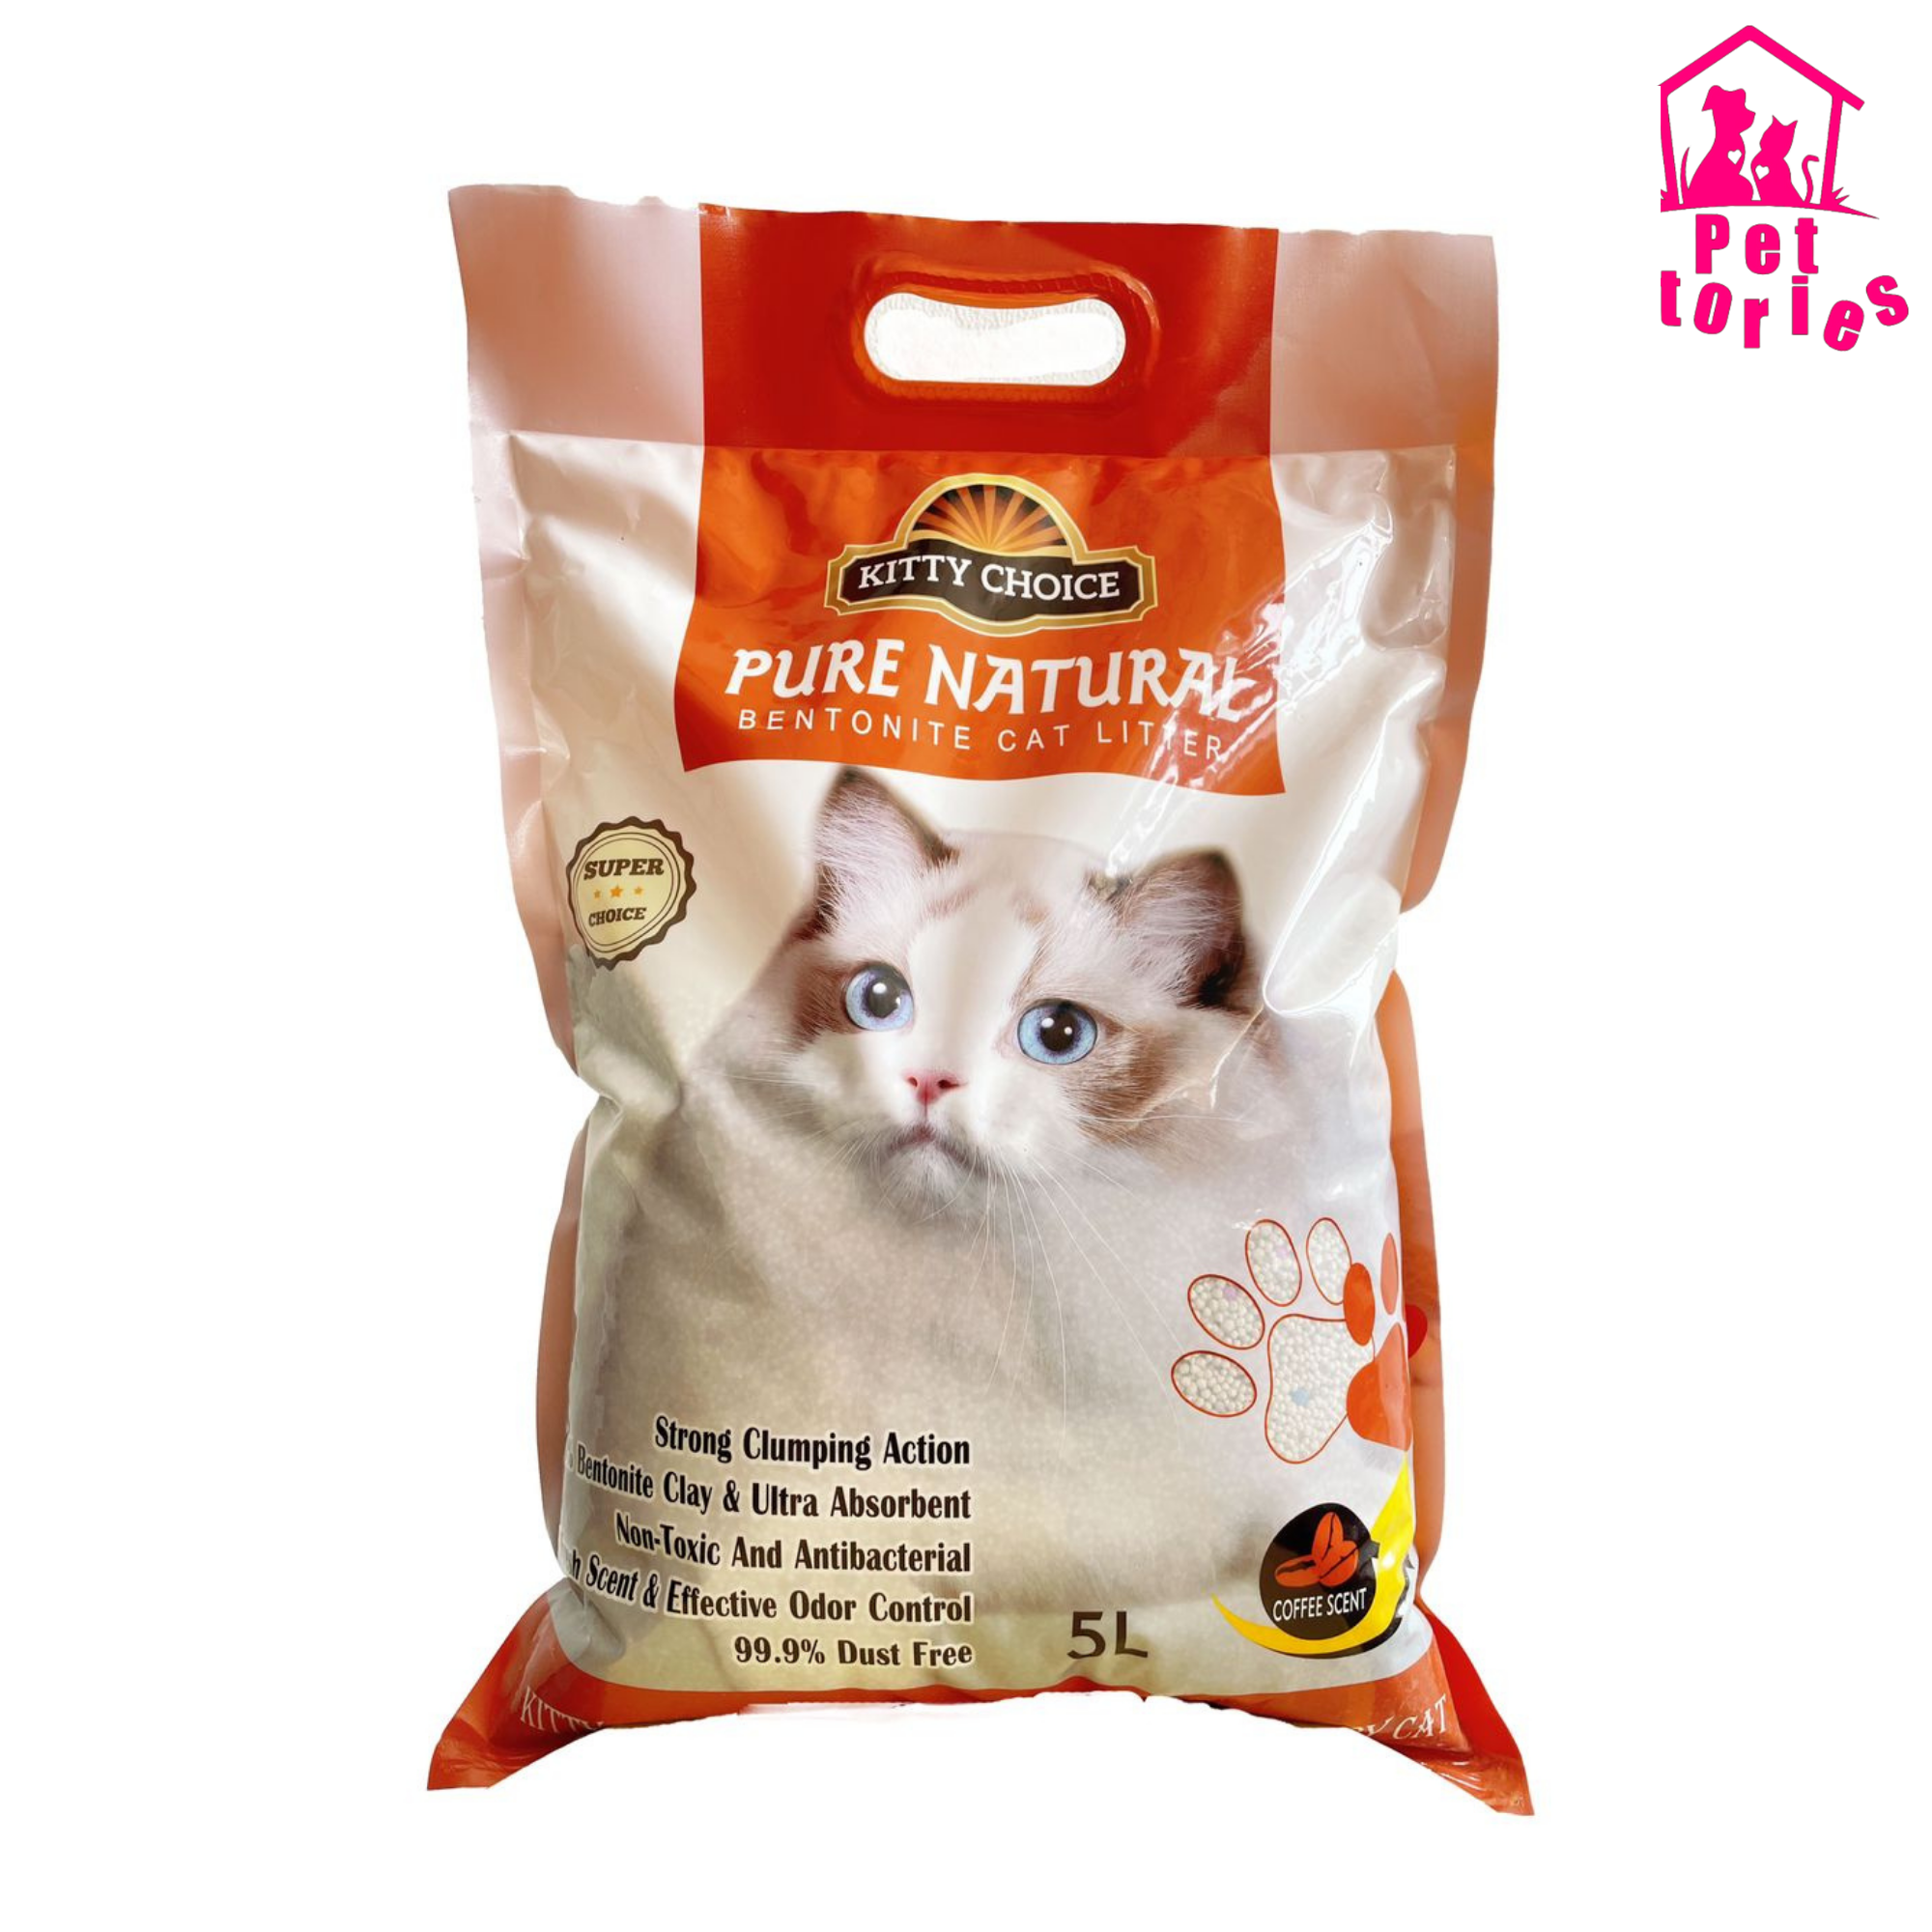 Pet
tories
KITTY CHOICE
PURE NATURAL
BENTONITE CAT LITTER
SUPER
CHOICE
Strong Clumping Action
Bentonite Clay & Ultra Absorbent
Non-Toxic And Antibacterial
Scent & Effective Odor Control
99.9% Dust Free
5L
COFFEE SCENT
CAT